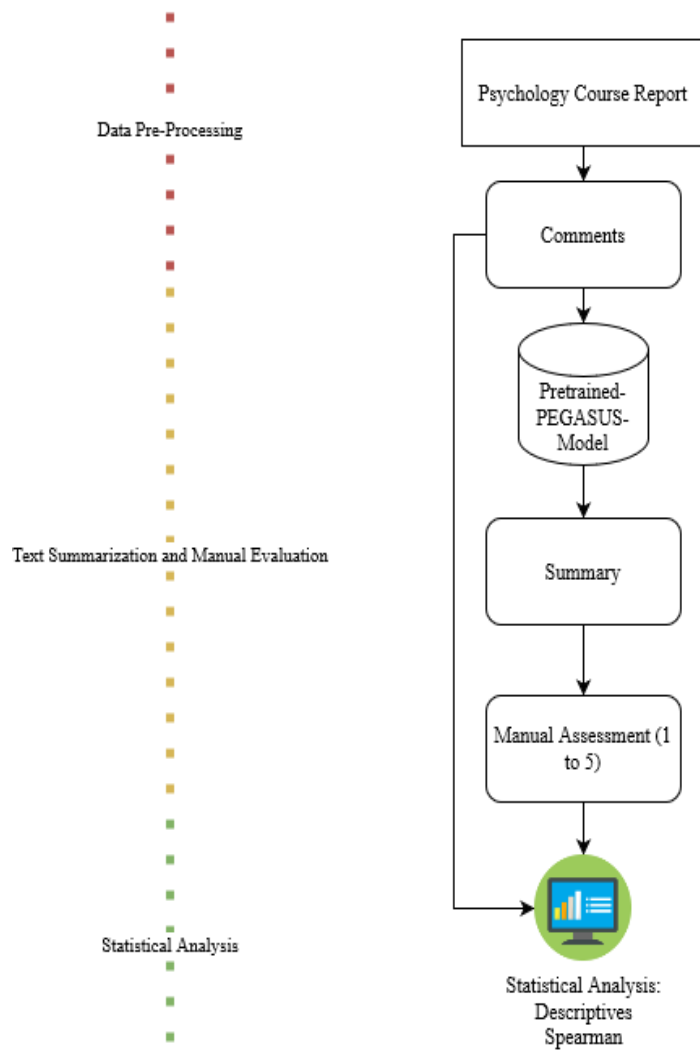 Psychology Course Report
Data Pre-Processing
Comments
Pretrained-
PEGASUS-
Model
Text Summarization and Manual Evaluation
Summary
Manual Assessment (1
to 5)
Statistical Analysis
Statistical Analysis:
Descriptives
Spearman